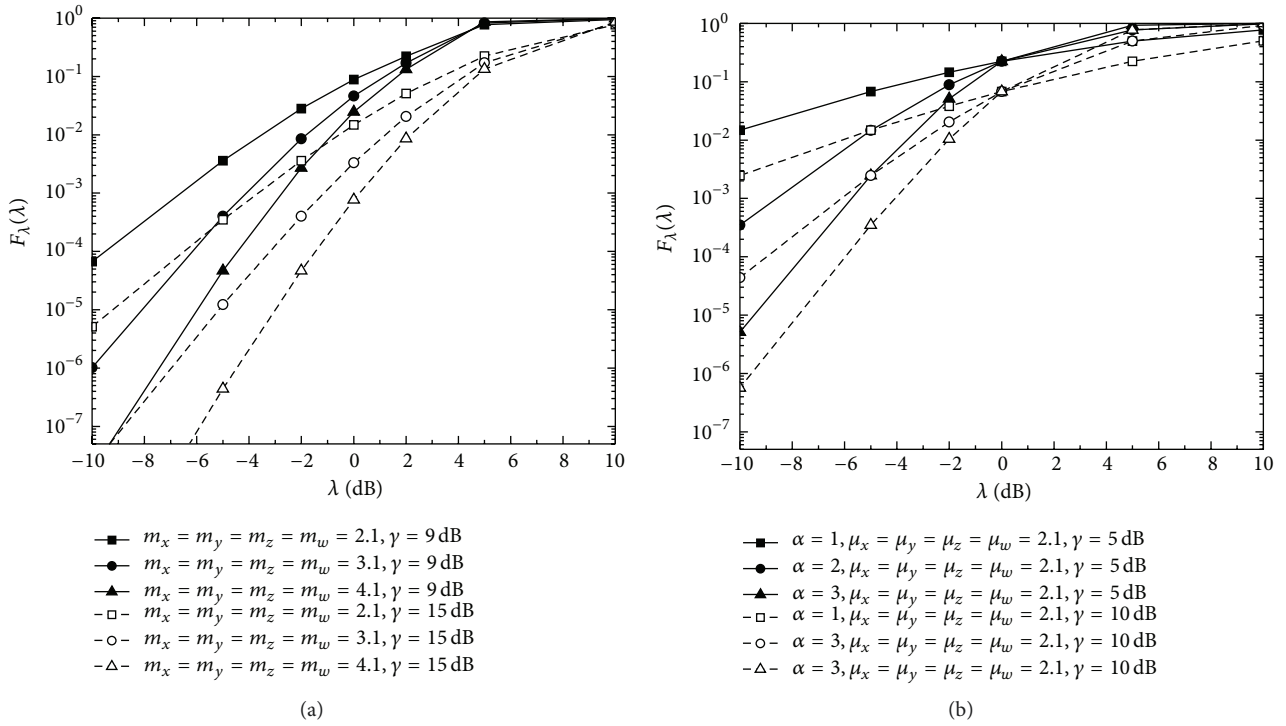 10⁰
10⁻¹
10⁻²
10⁻³
10⁻⁴
10⁻⁵
10⁻⁶
10⁻⁷
F_λ(λ)
−10 −8 −6 −4 −2 0 2 4 6 8 10
λ (dB)
m_x = m_y = m_z = m_w = 2.1, γ = 9 dB
m_x = m_y = m_z = m_w = 3.1, γ = 9 dB
m_x = m_y = m_z = m_w = 4.1, γ = 9 dB
m_x = m_y = m_z = m_w = 2.1, γ = 15 dB
m_x = m_y = m_z = m_w = 3.1, γ = 15 dB
m_x = m_y = m_z = m_w = 4.1, γ = 15 dB
(a)
10⁰
10⁻¹
10⁻²
10⁻³
10⁻⁴
10⁻⁵
10⁻⁶
10⁻⁷
F_λ(λ)
−10 −8 −6 −4 −2 0 2 4 6 8 10
λ (dB)
α = 1, μ_x = μ_y = μ_z = μ_w = 2.1, γ = 5 dB
α = 2, μ_x = μ_y = μ_z = μ_w = 2.1, γ = 5 dB
α = 3, μ_x = μ_y = μ_z = μ_w = 2.1, γ = 5 dB
α = 1, μ_x = μ_y = μ_z = μ_w = 2.1, γ = 10 dB
α = 3, μ_x = μ_y = μ_z = μ_w = 2.1, γ = 10 dB
α = 3, μ_x = μ_y = μ_z = μ_w = 2.1, γ = 10 dB
(b)